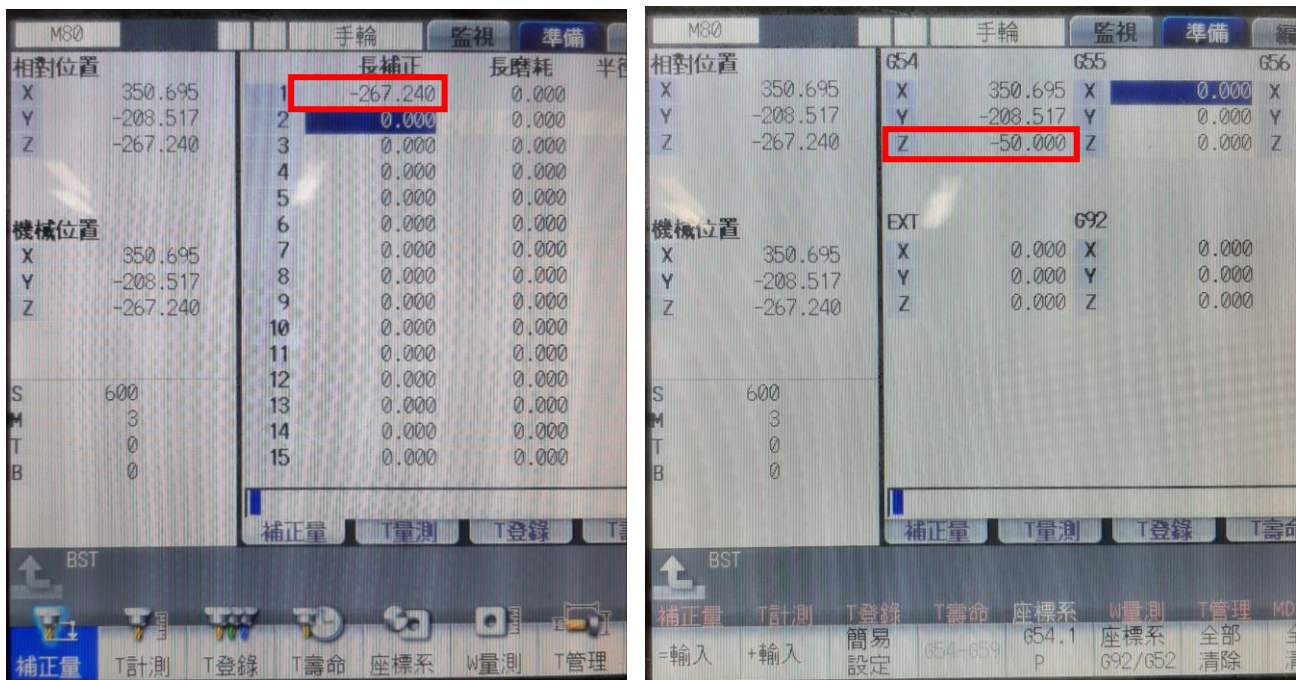 M80 手輪 監視 準備
相對位置
X 350.695
Y -208.517
Z -267.240
機械位置
X 350.695
Y -208.517
Z -267.240
S 600
M 3
T 0
B 0
長補正 長磨耗 半徑
1 -267.240 0.000
2 0.000 0.000
3 0.000 0.000
4 0.000 0.000
5 0.000 0.000
6 0.000 0.000
7 0.000 0.000
8 0.000 0.000
9 0.000 0.000
10 0.000 0.000
11 0.000 0.000
12 0.000 0.000
13 0.000 0.000
14 0.000 0.000
15 0.000 0.000
補正量 T量測 T登錄
BST
補正量 T計測 T登錄 T壽命 座標系 W量測 T管理
M80 手輪 監視 準備
相對位置
X 350.695
Y -208.517
Z -267.240
機械位置
X 350.695
Y -208.517
Z -267.240
S 600
M 3
T 0
B 0
G54 G55 G56
X 350.695 X 0.000 X
Y -208.517 Y 0.000 Y
Z -50.000 Z 0.000 Z
EXT G92
X 0.000 X 0.000
Y 0.000 Y 0.000
Z 0.000 Z 0.000
補正量 T量測 T登錄 T壽命
BST
補正量 T計測 T登錄 T壽命 座標系 W量測 T管理 MD
=輸入 +輸入 簡易設定 G54-G59 G54.1 P 座標系 G92/G52 全部清除